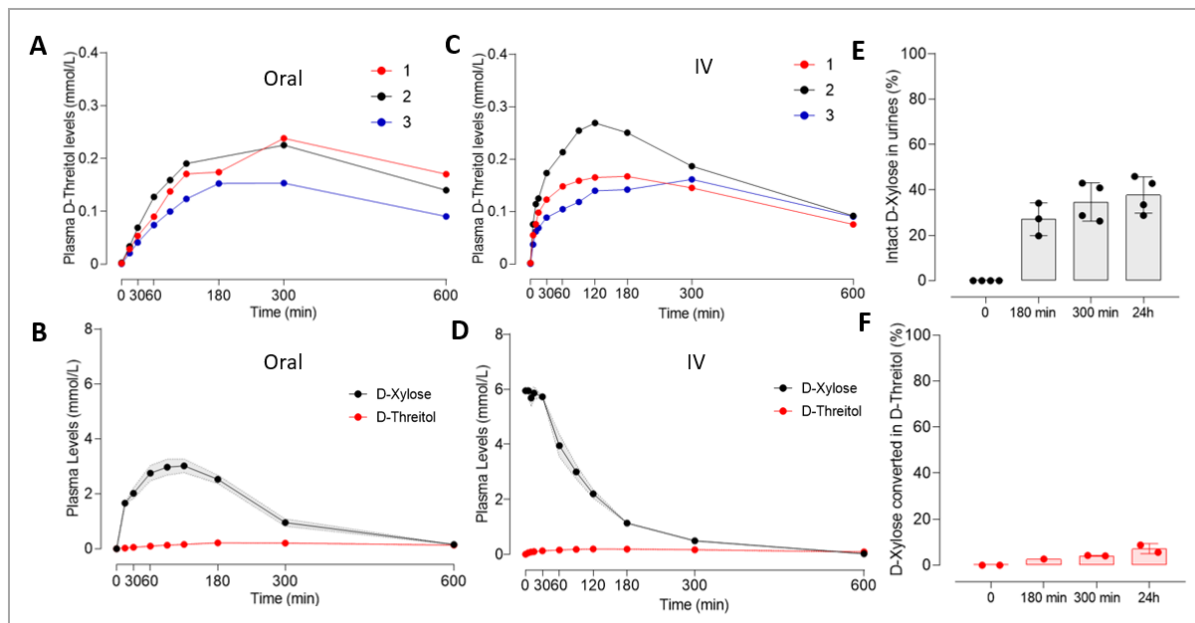 A
Plasma D-Threitol levels (mmol/L)
0.4
0.3
0.2
0.1
0
Oral
1
2
3
0 3060 180 300 600
Time (min)
C
Plasma D-Threitol levels (mmol/L)
0.4
0.3
0.2
0.1
0
IV
1
2
3
0 3060 120 180 300 600
Time (min)
E
Intact D-Xylose in urines (%)
100
80
60
40
20
0
0 180 min 300 min 24h
B
Plasma Levels (mmol/L)
8
6
4
2
0
Oral
D-Xylose
D-Threitol
0 3060 180 300 600
Time (min)
D
Plasma Levels (mmol/L)
8
6
4
2
0
IV
D-Xylose
D-Threitol
0 3060 120 180 300 600
Time (min)
F
D-Xylose converted in D-Threitol (%)
100
80
60
40
20
0
0 180 min 300 min 24h